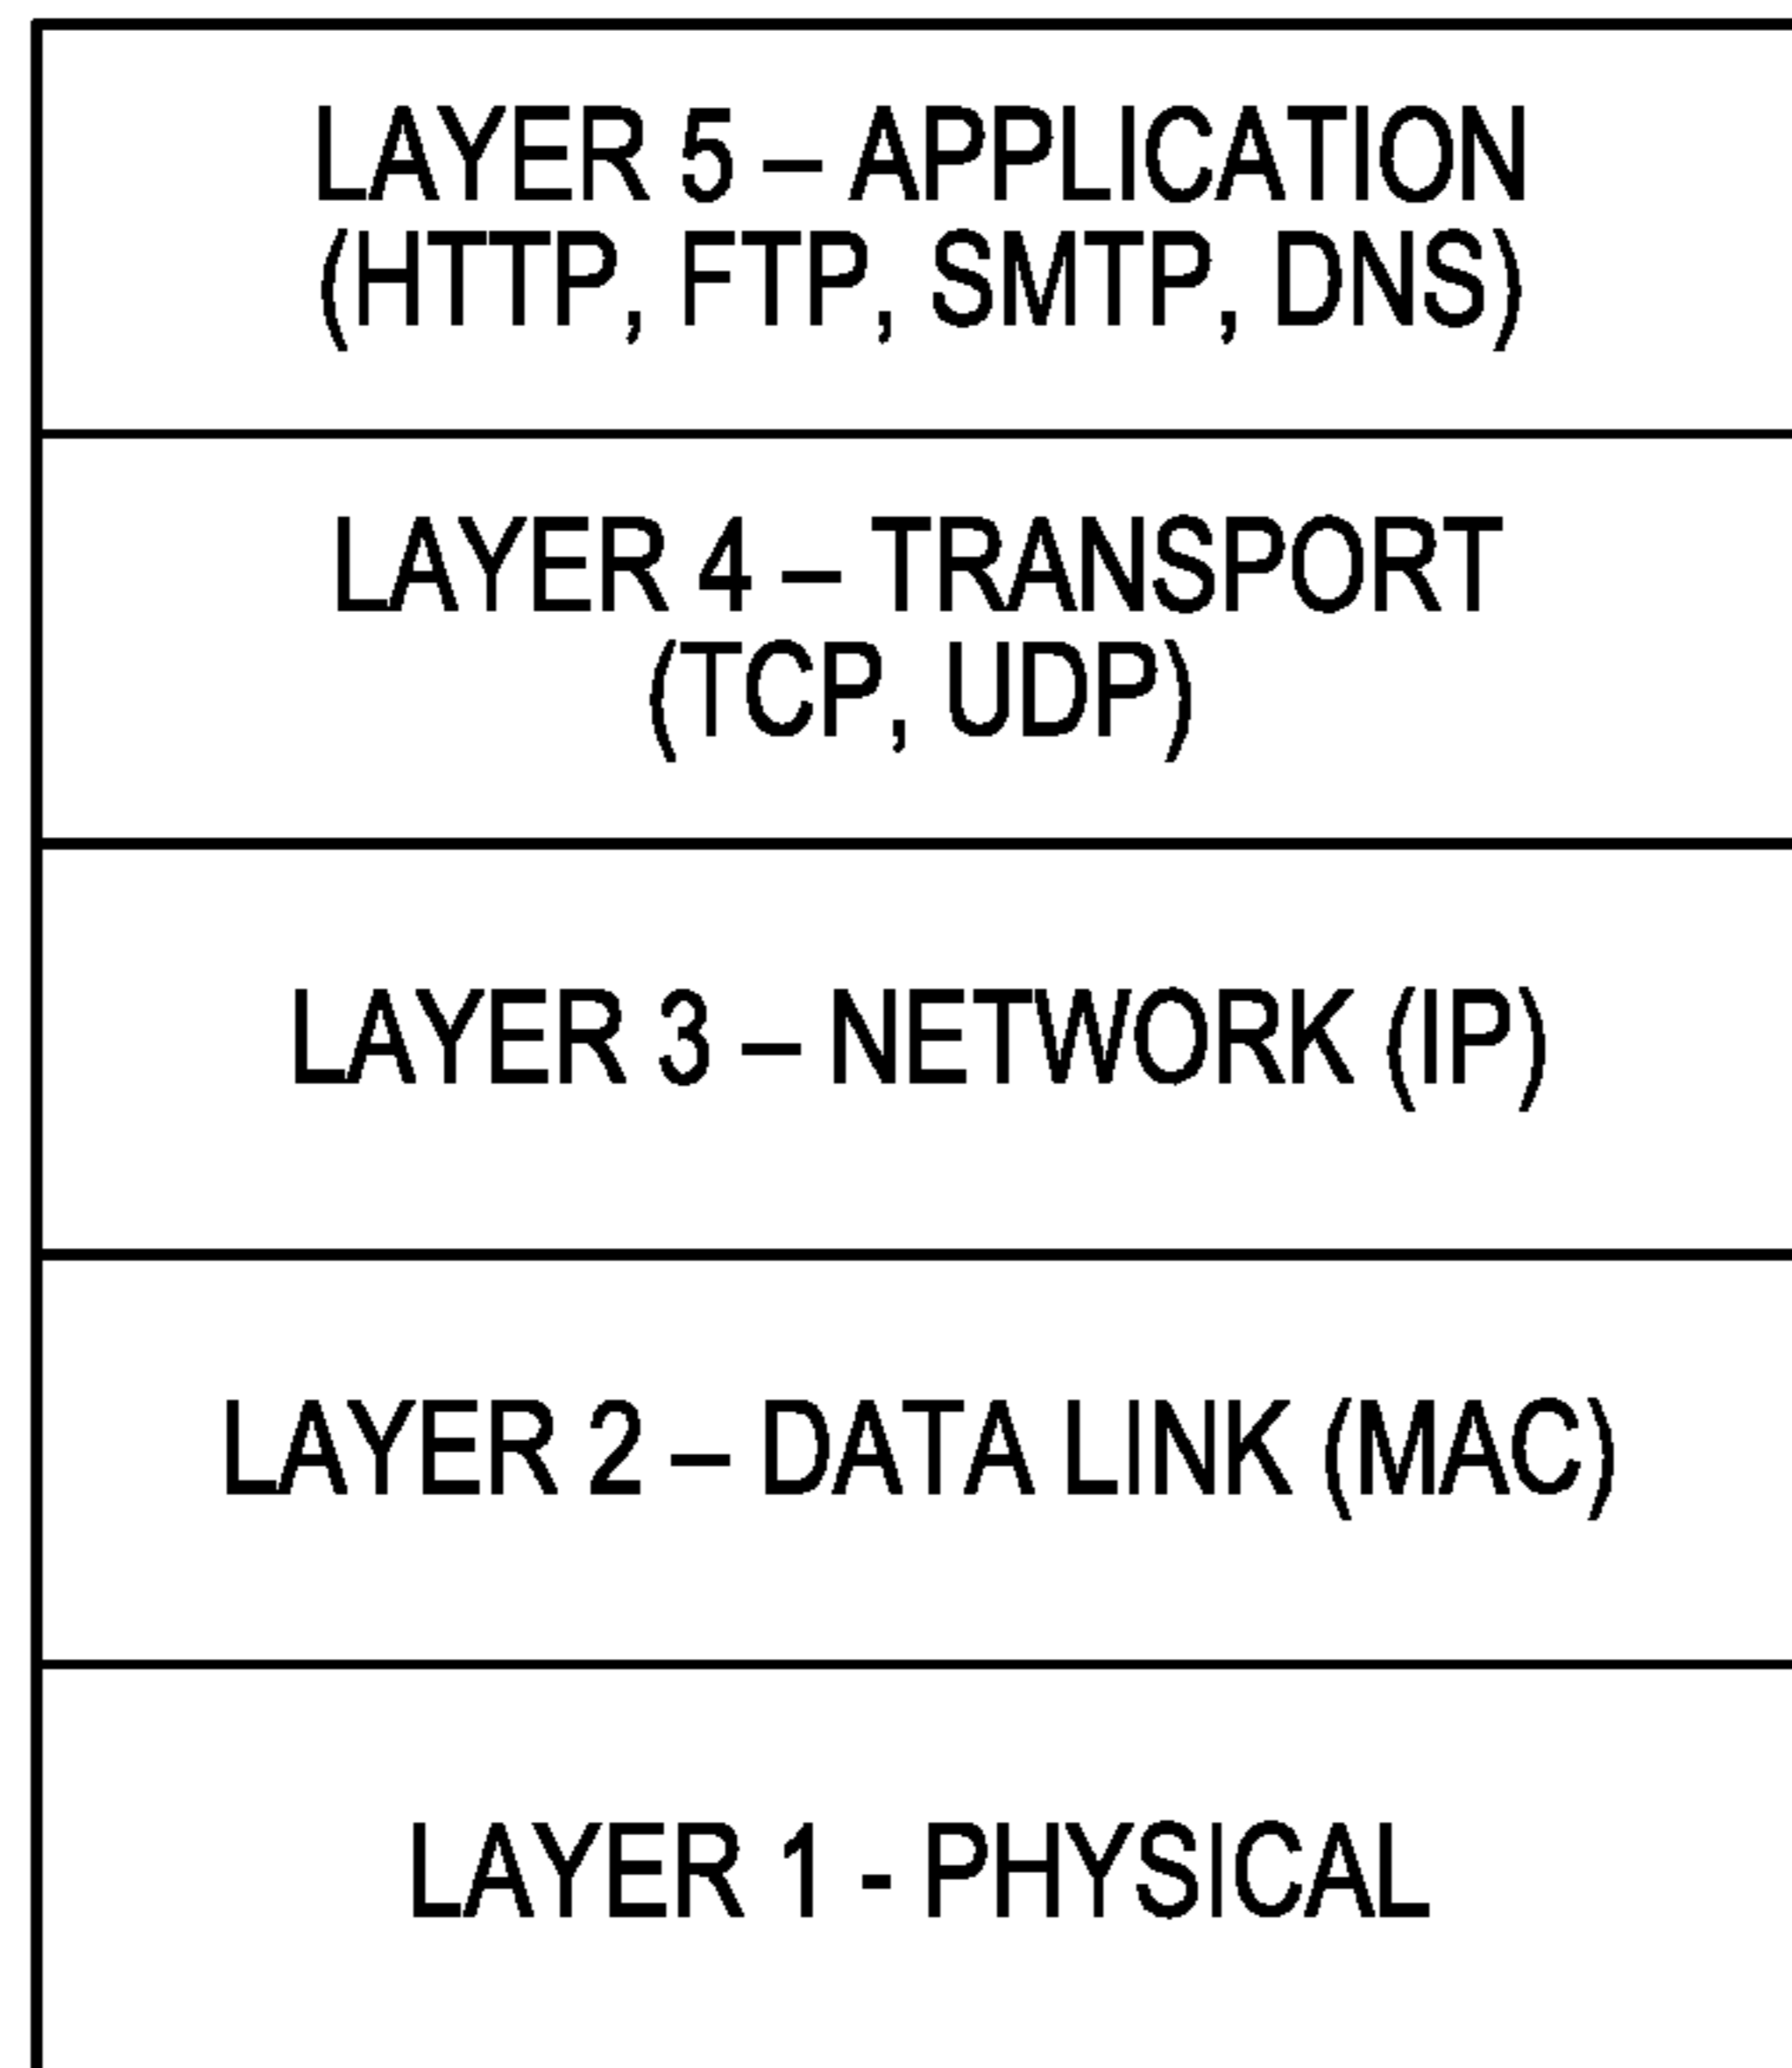 LAYER 5 – APPLICATION
(HTTP, FTP, SMTP, DNS)
LAYER 4 – TRANSPORT
(TCP, UDP)
LAYER 3 – NETWORK (IP)
LAYER 2 – DATA LINK (MAC)
LAYER 1 - PHYSICAL